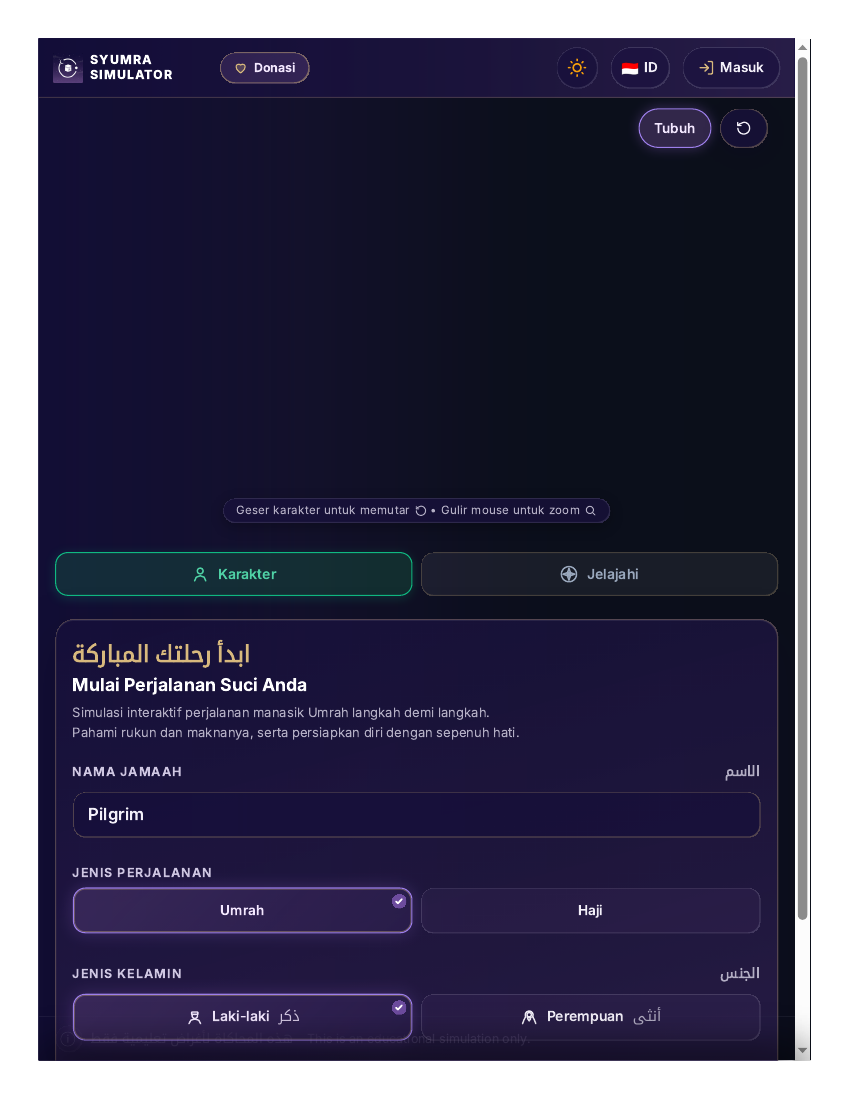 SYUMRA
SIMULATOR
Donasi
ID
Masuk
Tubuh
Geser karakter untuk memutar • Gulir mouse untuk zoom
Karakter
Jelajahi
ابدأ رحلتك المباركة
Mulai Perjalanan Suci Anda
Simulasi interaktif perjalanan manasik Umrah langkah demi langkah.
Pahami rukun dan maknanya, serta persiapkan diri dengan sepenuh hati.
NAMA JAMAAH
الاسم
Pilgrim
JENIS PERJALANAN
Umrah
Haji
JENIS KELAMIN
الجنس
Laki-laki ذكر
Perempuan أنثى
simulation only.